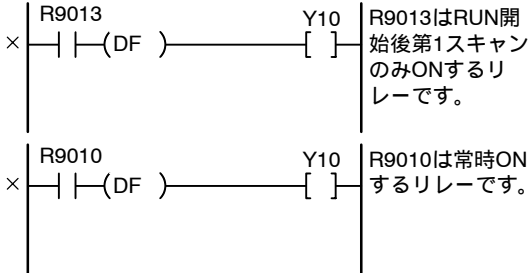 R9013
Y10
R9013はRUN開
始後第1スキャン
のみONするリ
レーです。
×
(DF )
[ ]
R9010
Y10
R9010は常時ON
するリレーです。
×
(DF )
[ ]